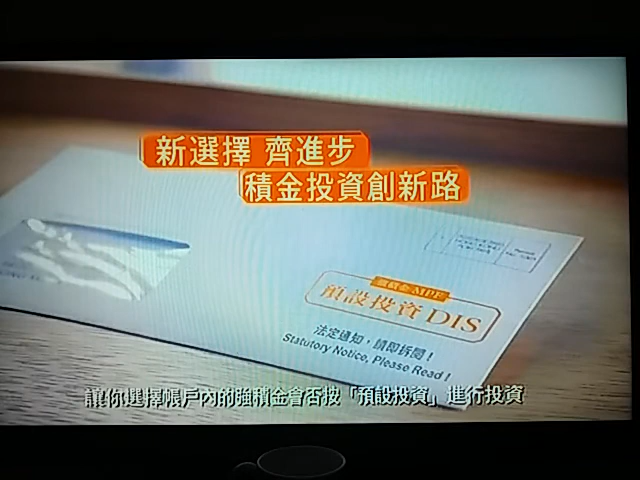 新選擇 齊進步
積金投資創新路
強積金 MPF
預設投資 DIS
法定通知，請即拆閱！
Statutory Notice, Please Read !
讓你選擇帳戶內的強積金會否按「預設投資」進行投資